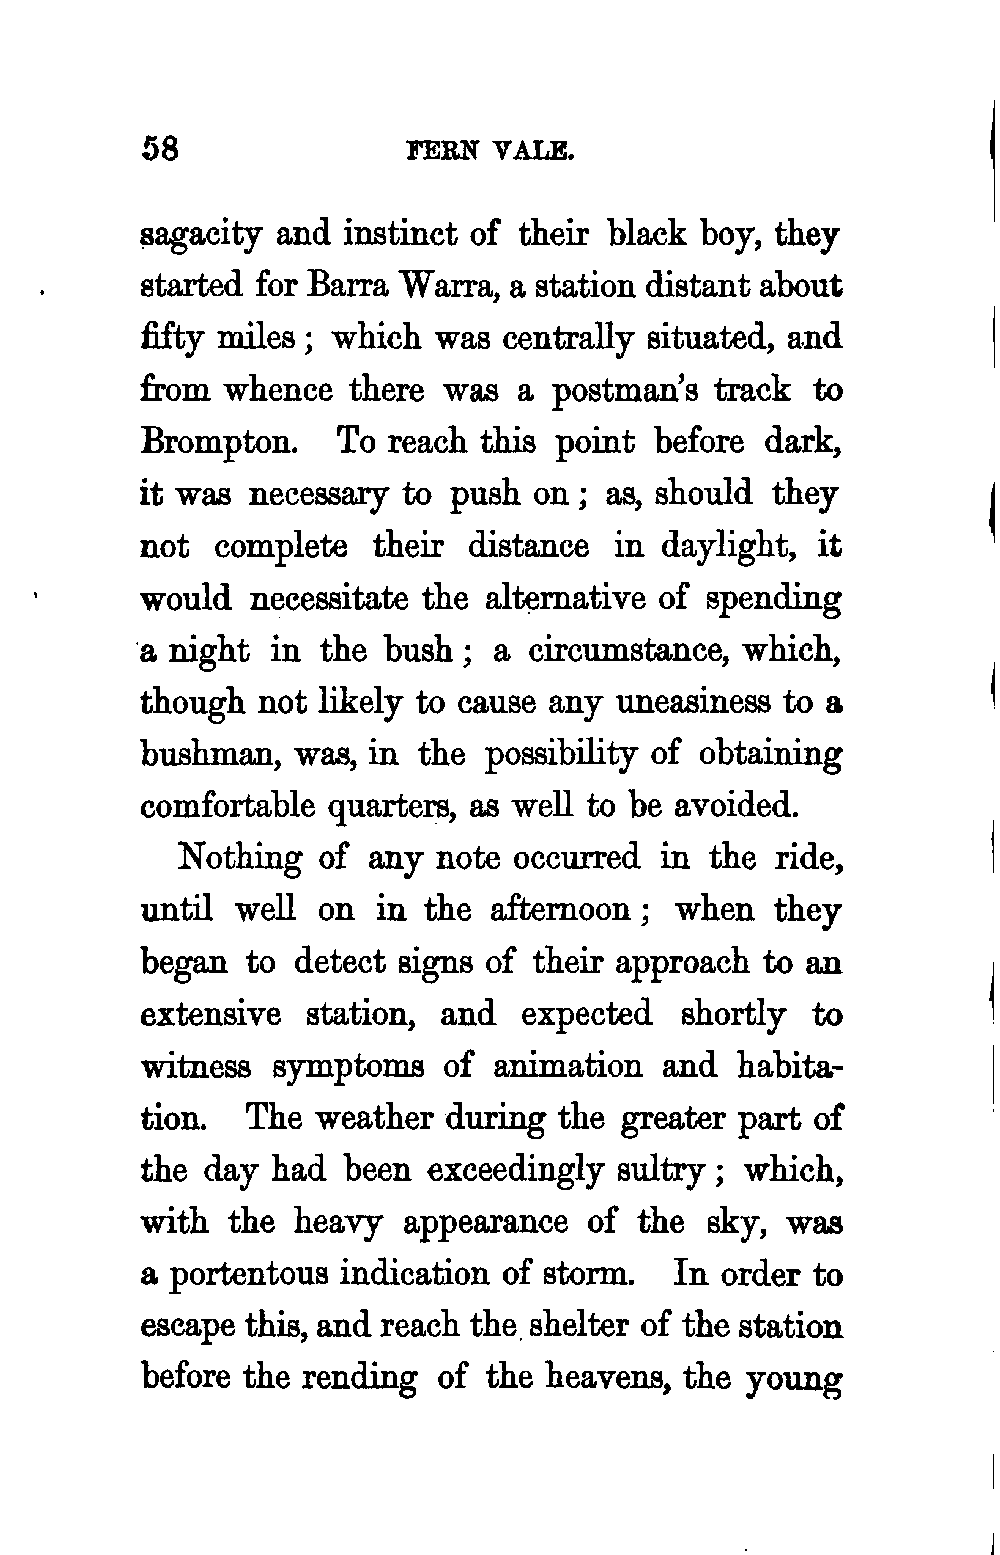 58 FERN VALE.
sagacity and instinct of their black boy, they
started for Barra Warra, a station distant about
fifty miles ; which was centrally situated, and
from whence there was a postman's track to
Brompton. To reach this point before dark,
it was necessary to push on ; as, should they
not complete their distance in daylight, it
would necessitate the alternative of spending
a night in the bush ; a circumstance, which,
though not likely to cause any uneasiness to a
bushman, was, in the possibility of obtaining
comfortable quarters, as well to be avoided.
Nothing of any note occurred in the ride,
until well on in the afternoon ; when they
began to detect signs of their approach to an
extensive station, and expected shortly to
witness symptoms of animation and habita-
tion. The weather during the greater part of
the day had been exceedingly sultry ; which,
with the heavy appearance of the sky, was
a portentous indication of storm. In order to
escape this, and reach the shelter of the station
before the rending of the heavens, the young